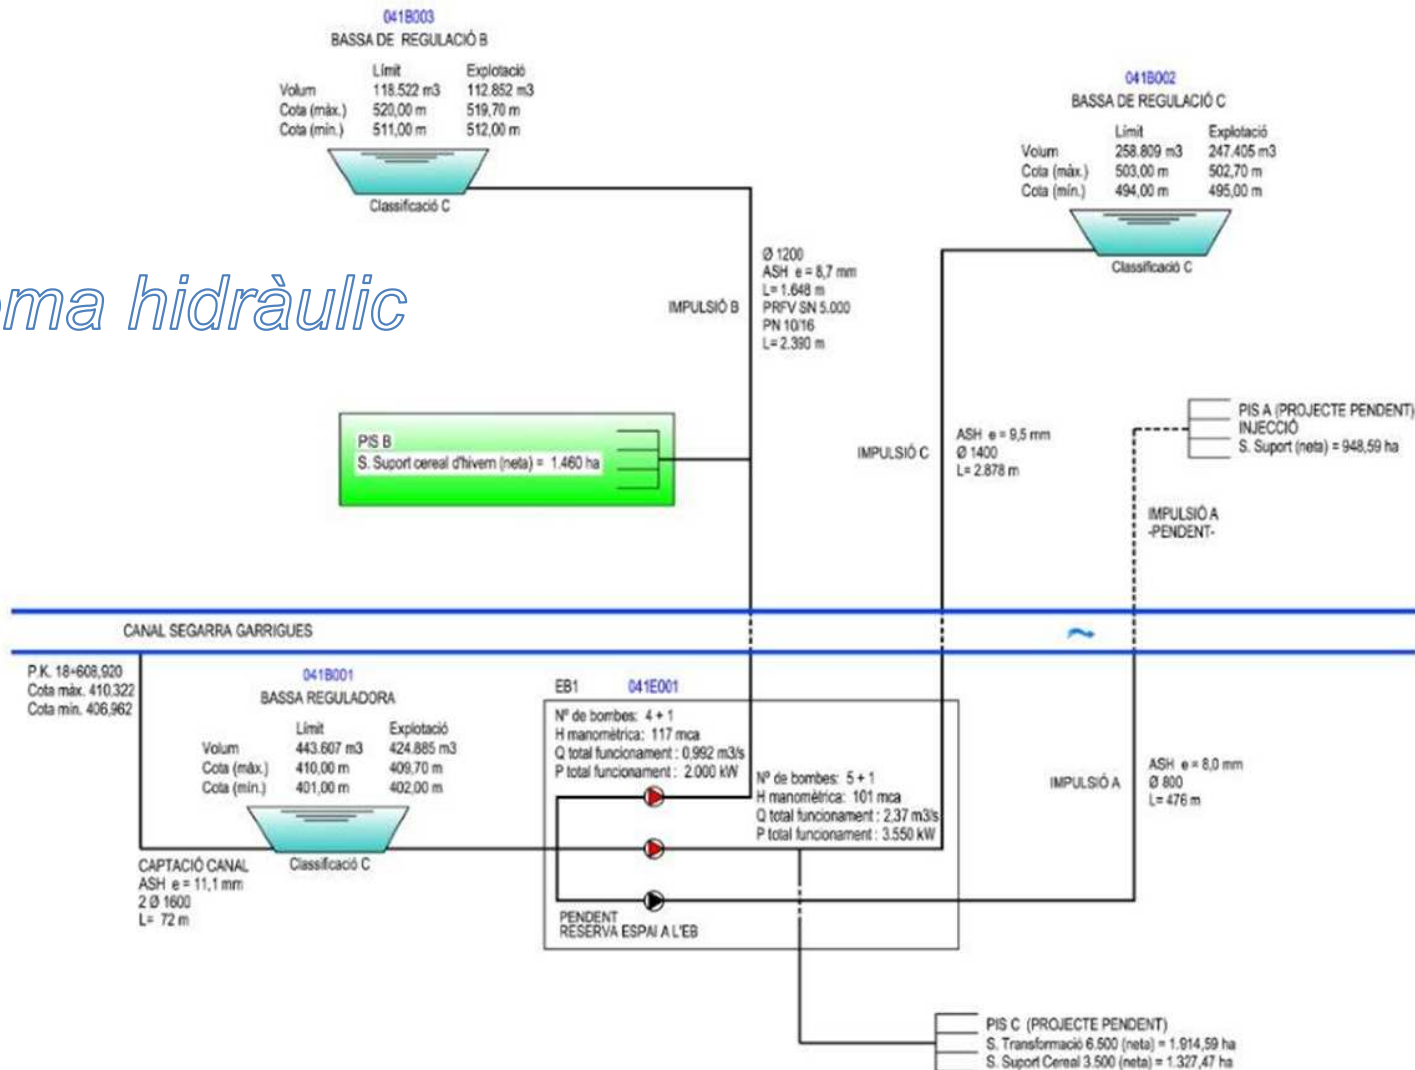 041B003
BASSA DE REGULACIÓ B
Límit Explotació
Volum 118.522 m3 112.852 m3
Cota (màx.) 520,00 m 519,70 m
Cota (mín.) 511,00 m 512,00 m
Classificació C
041B002
BASSA DE REGULACIÓ C
Límit Explotació
Volum 258.809 m3 247.405 m3
Cota (màx.) 503,00 m 502,70 m
Cota (mín.) 494,00 m 495,00 m
Classificació C
ema hidràulic
IMPULSIÓ B
Ø 1200
ASH e = 8,7 mm
L= 1.648 m
PRFV SN 5.000
PN 10/16
L= 2.390 m
PIS B
S. Suport cereal d'hivern (neta) = 1.460 ha
IMPULSIÓ C
ASH e = 9,5 mm
Ø 1400
L= 2.878 m
PIS A (PROJECTE PENDENT)
INJECCIÓ
S. Suport (neta) = 948,59 ha
IMPULSIÓ A
-PENDENT-
CANAL SEGARRA GARRIGUES
P.K. 18+608,920
Cota màx. 410,322
Cota mín. 406,962
041B001
BASSA REGULADORA
Límit Explotació
Volum 443.607 m3 424.885 m3
Cota (màx.) 410,00 m 409,70 m
Cota (mín.) 401,00 m 402,00 m
Classificació C
CAPTACIÓ CANAL
ASH e = 11,1 mm
2 Ø 1600
L= 72 m
EB1 041E001
Nº de bombes: 4 + 1
H manomètrica: 117 mca
Q total funcionament : 0,992 m3/s
P total funcionament : 2.000 kW
Nº de bombes: 5 + 1
H manomètrica: 101 mca
Q total funcionament : 2,37 m3/s
P total funcionament : 3.550 kW
PENDENT
RESERVA ESPAI A L'EB
IMPULSIÓ A
ASH e = 8,0 mm
Ø 800
L= 476 m
PIS C (PROJECTE PENDENT)
S. Transformació 6.500 (neta) = 1.914,59 ha
S. Suport Cereal 3.500 (neta) = 1.327,47 ha